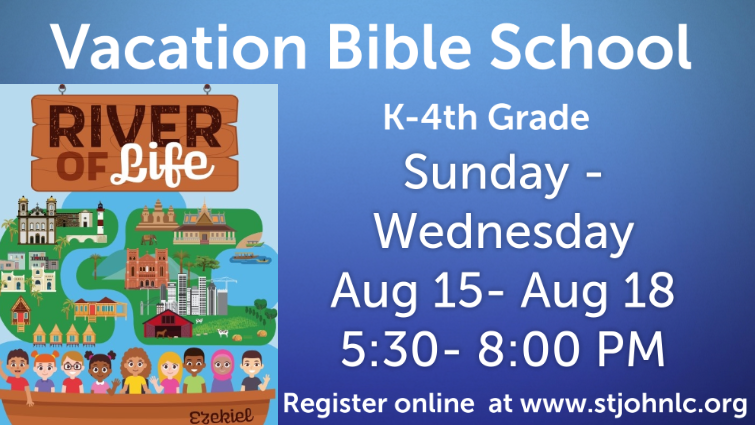 Vacation Bible School
RIVER
OF Life
K-4th Grade
Sunday -
Wednesday
Aug 15- Aug 18
5:30- 8:00 PM
Ezekiel
Register online at www.stjohnlc.org